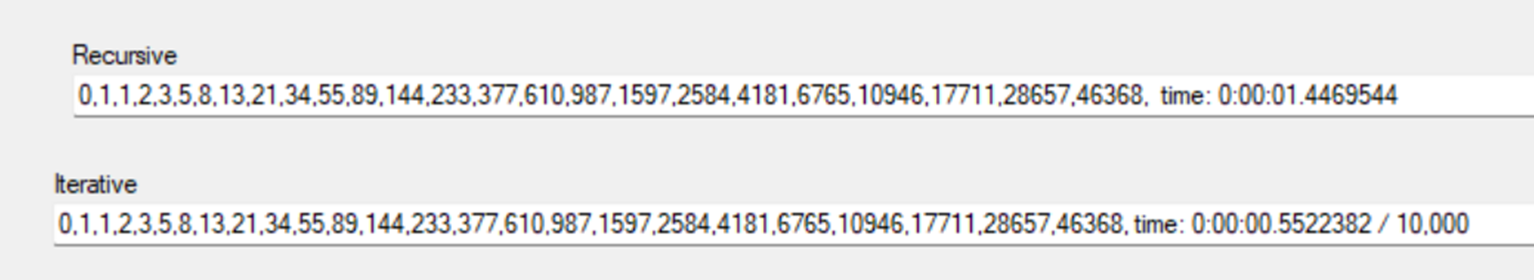 Recursive
0,1,1,2,3,5,8,13,21,34,55,89,144,233,377,610,987,1597,2584,4181,6765,10946,17711,28657,46368,  time: 0:00:01.4469544
Iterative
0,1,1,2,3,5,8,13,21,34,55,89,144,233,377,610,987,1597,2584,4181,6765,10946,17711,28657,46368, time: 0:00:00.5522382 / 10,000